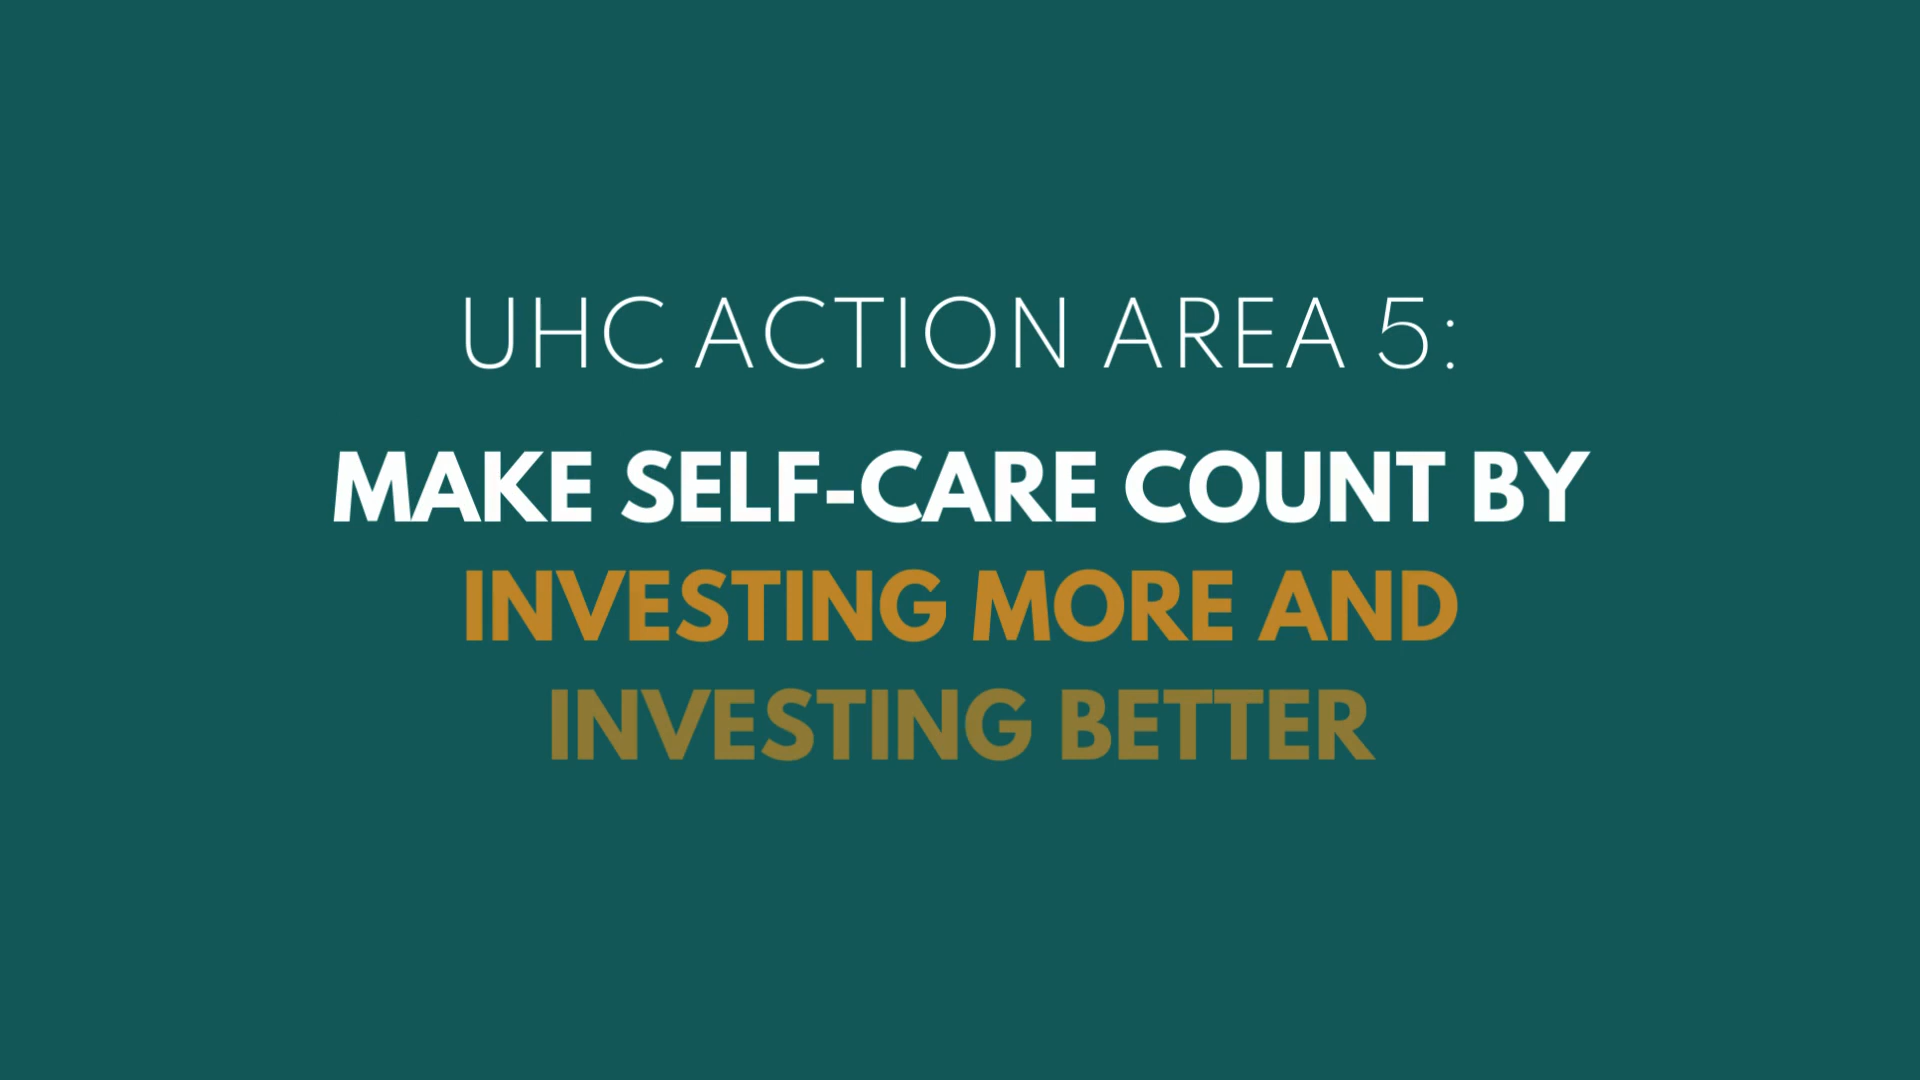 UHC ACTION AREA 5:
MAKE SELF-CARE COUNT BY
INVESTING MORE AND
INVESTING BETTER